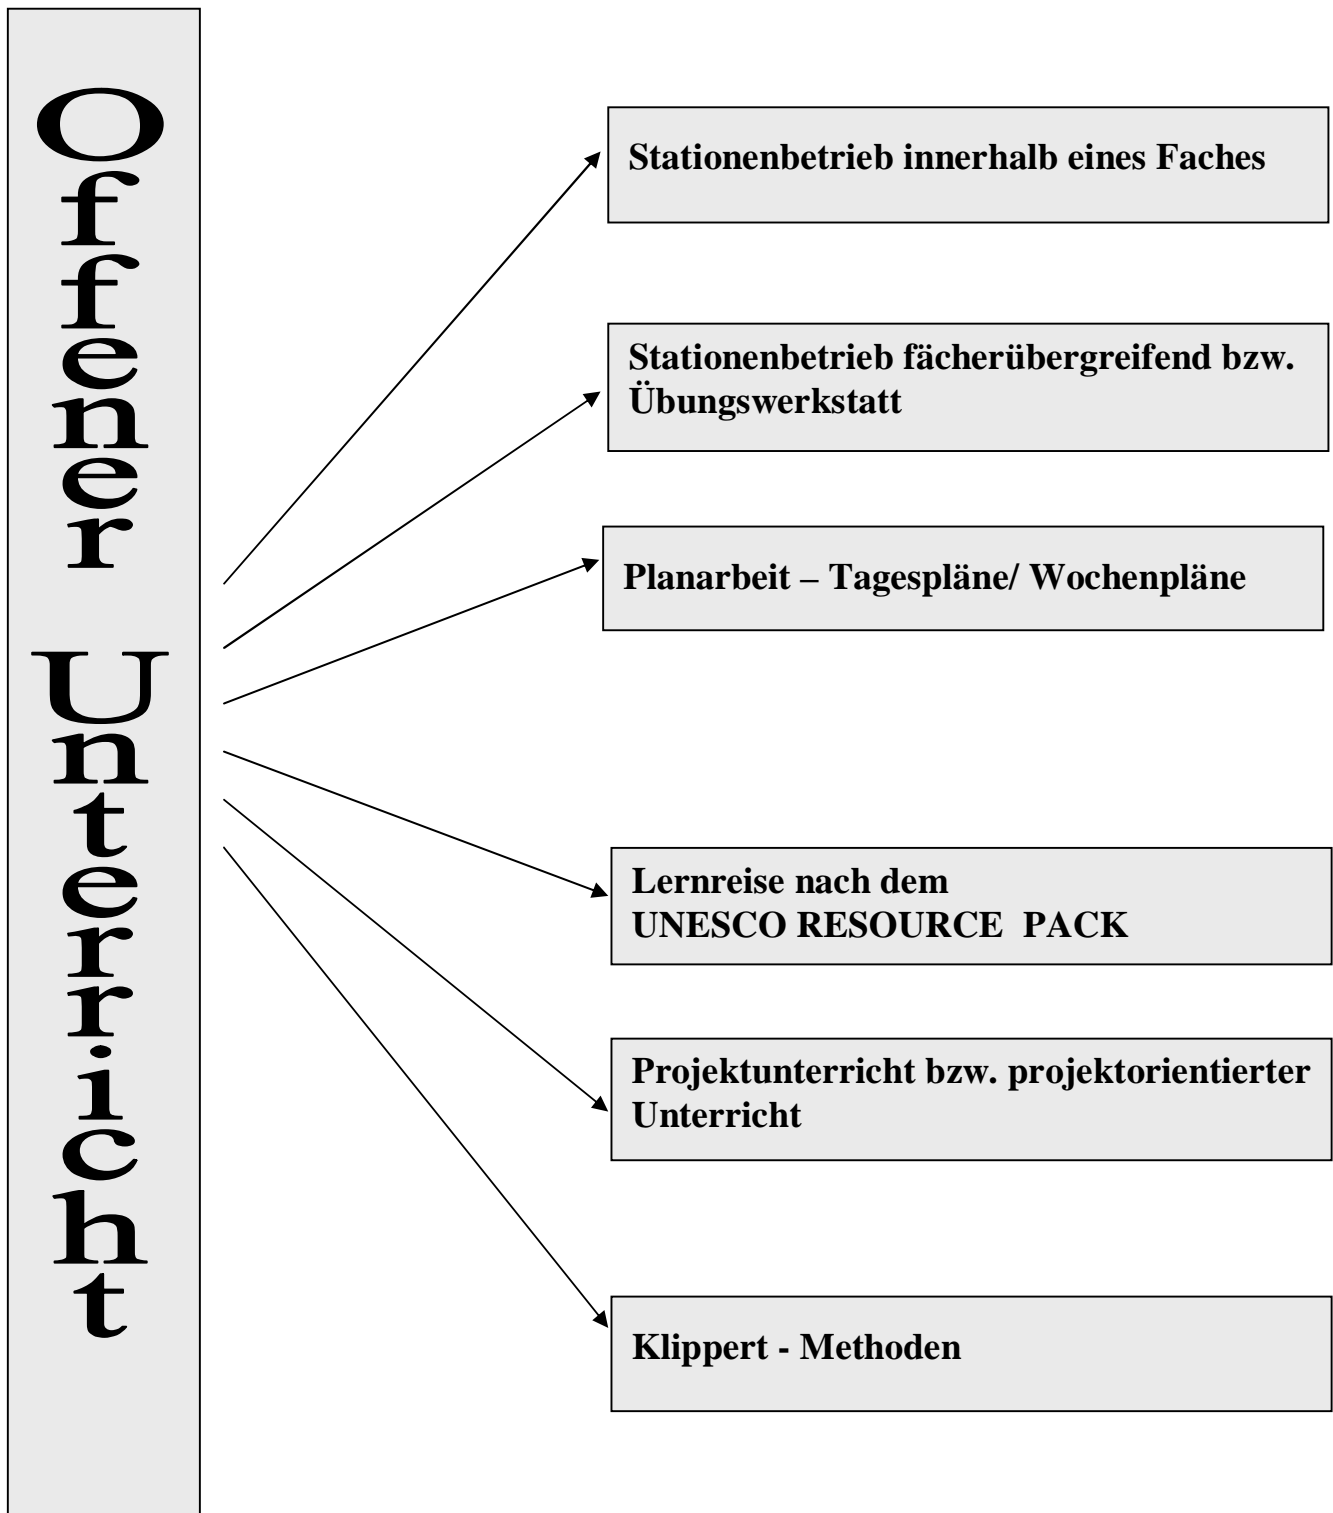 Offener Unterricht
Stationenbetrieb innerhalb eines Faches
Stationenbetrieb fächerübergreifend bzw.
Übungswerkstatt
Planarbeit – Tagespläne/ Wochenpläne
Lernreise nach dem
UNESCO RESOURCE  PACK
Projektunterricht bzw. projektorientierter
Unterricht
Klippert - Methoden